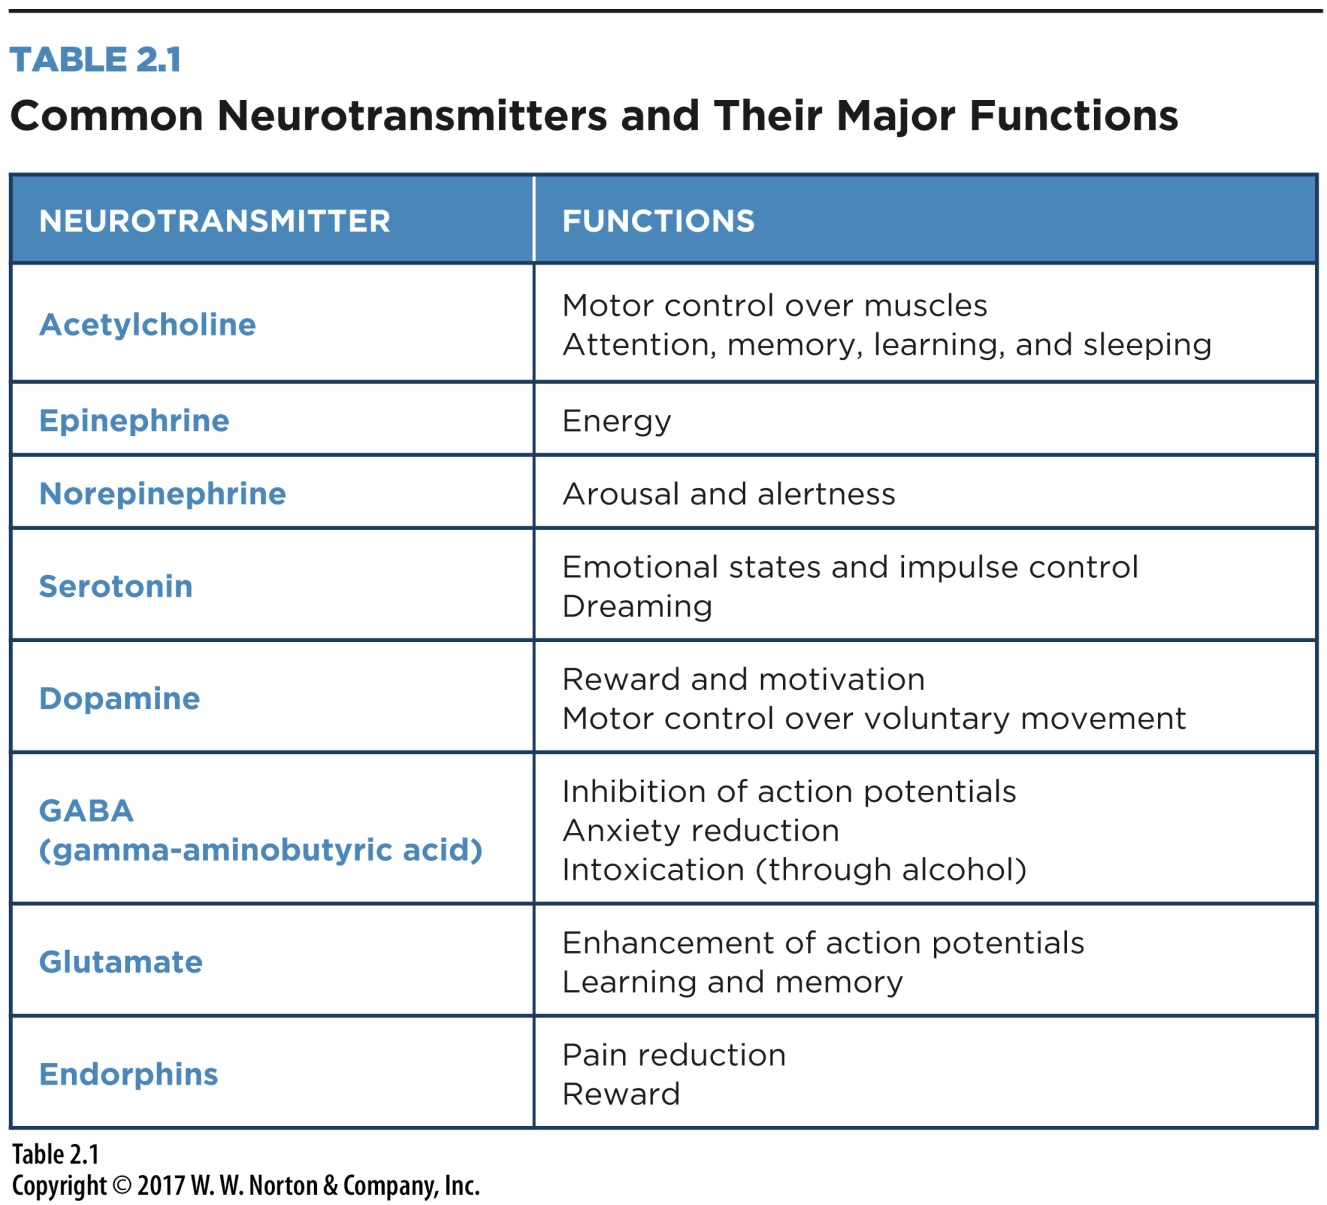 TABLE 2.1
Common Neurotransmitters and Their Major Functions
NEUROTRANSMITTER FUNCTIONS
Acetylcholine
Motor control over muscles
Attention, memory, learning, and sleeping
Epinephrine
Energy
Norepinephrine
Arousal and alertness
Serotonin
Emotional states and impulse control
Dreaming
Dopamine
Reward and motivation
Motor control over voluntary movement
GABA
(gamma-aminobutyric acid)
Inhibition of action potentials
Anxiety reduction
Intoxication (through alcohol)
Glutamate
Enhancement of action potentials
Learning and memory
Endorphins
Pain reduction
Reward
Table 2.1
Copyright © 2017 W. W. Norton & Company, Inc.